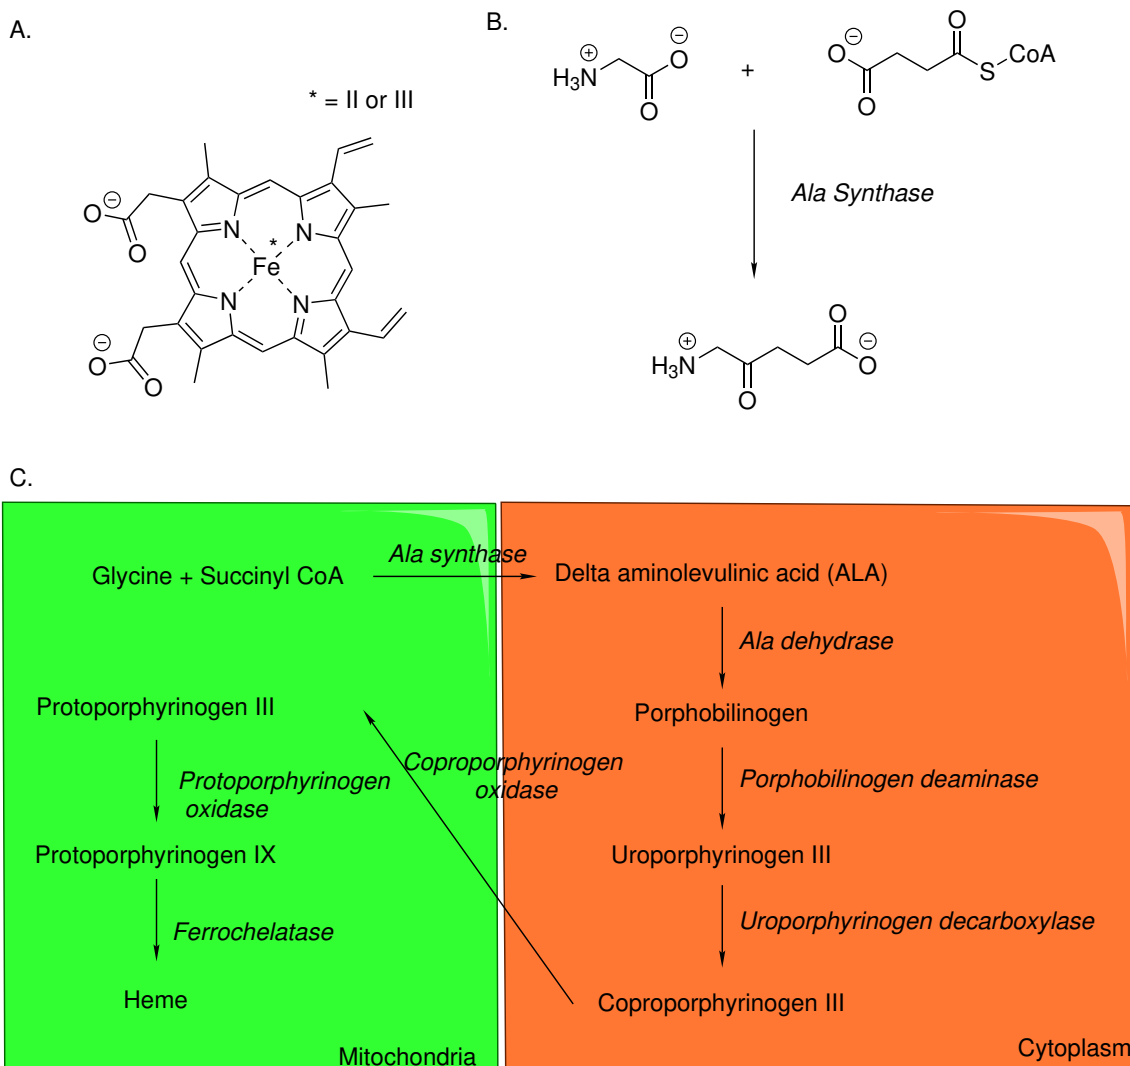 A.
* = II or III
O
⊖
O
N
N
Fe
*
N
N
O
⊖
O
B.
H3N
⊕
O
⊖
O
+
O
⊖
O
O
S
CoA
Ala Synthase
H3N
⊕
O
O
O
⊖
C.
Glycine + Succinyl CoA
Ala synthase
Delta aminolevulinic acid (ALA)
Ala dehydrase
Protoporphyrinogen III
Porphobilinogen
Coproporphyrinogen
oxidase
Protoporphyrinogen
oxidase
Porphobilinogen deaminase
Protoporphyrinogen IX
Uroporphyrinogen III
Ferrochelatase
Uroporphyrinogen decarboxylase
Heme
Coproporphyrinogen III
Mitochondria
Cytoplasm